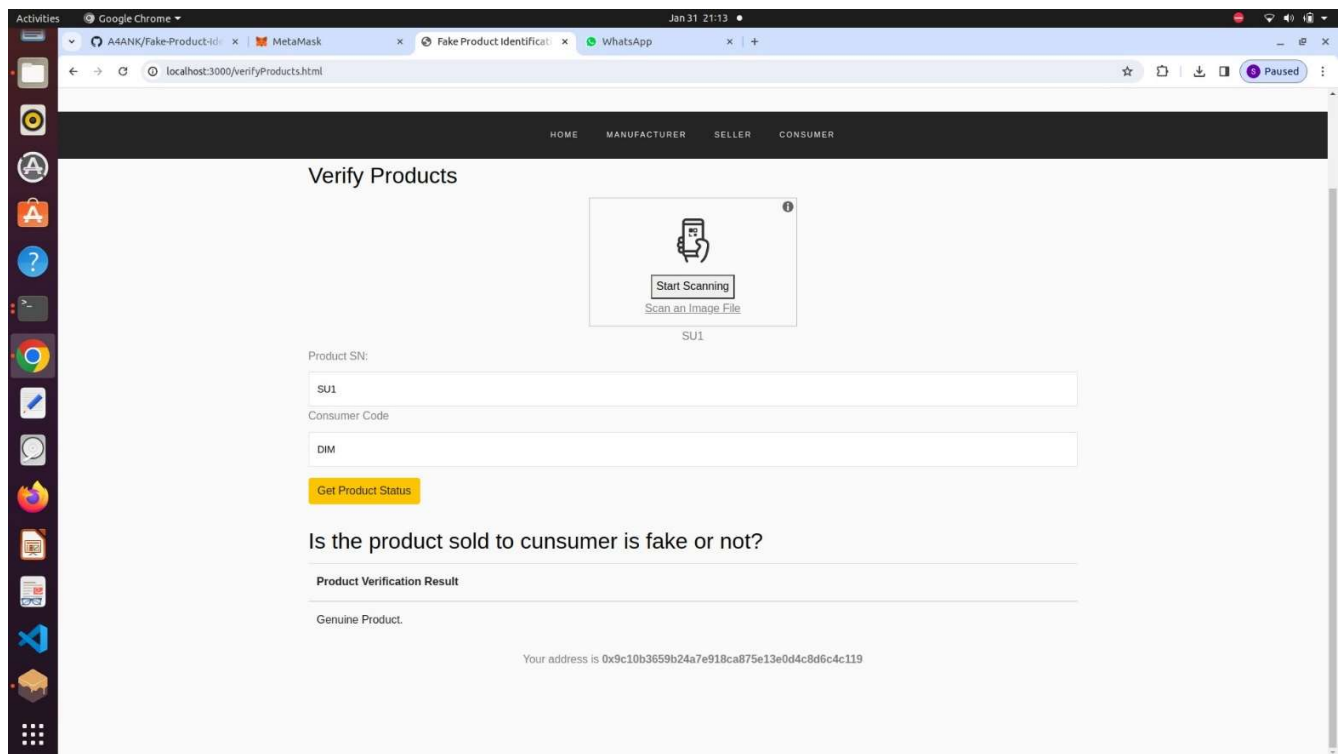 Activities Google Chrome Jan 31 21:13
A4ANK/Fake-Product-Ide MetaMask Fake Product Identificati WhatsApp
localhost:3000/verifyProducts.html S Paused
HOME MANUFACTURER SELLER CONSUMER
Verify Products
Start Scanning
Scan an Image File
SU1
Product SN:
SU1
Consumer Code
DIM
Get Product Status
Is the product sold to cunsumer is fake or not?
Product Verification Result
Genuine Product.
Your address is 0x9c10b3659b24a7e918ca875e13e0d4c8d6c4c119